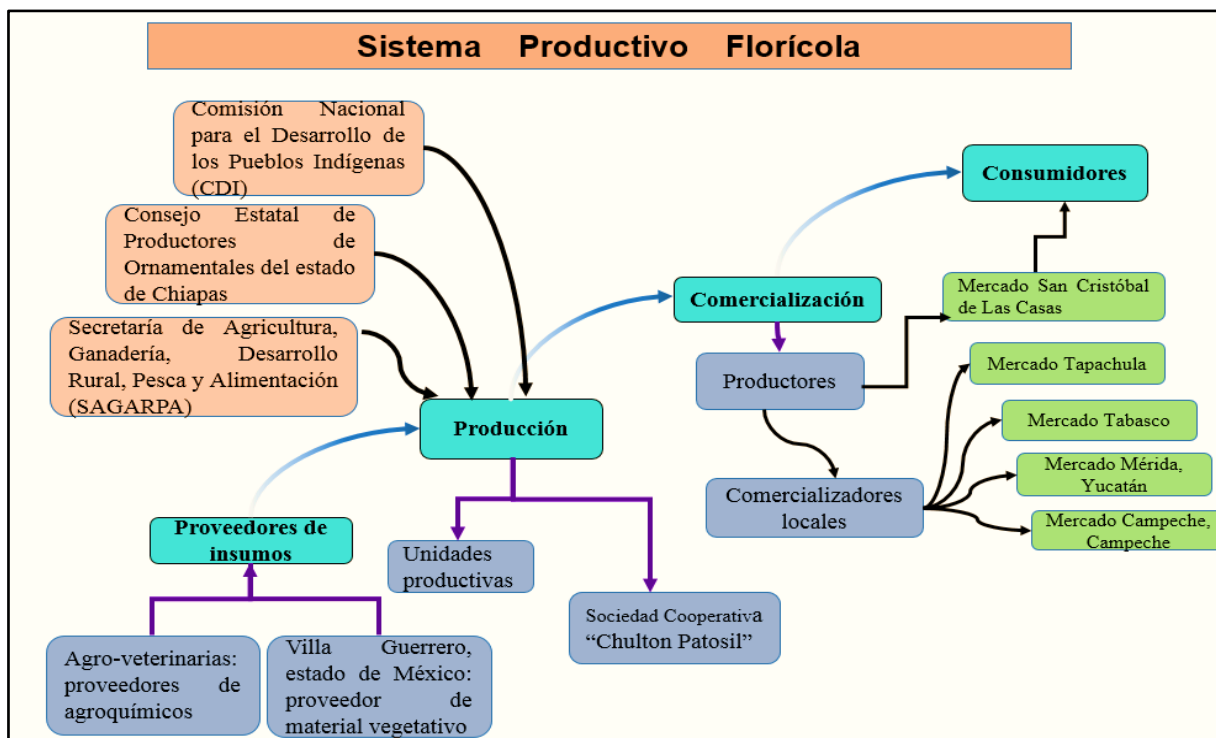 Sistema Productivo Florícola
Comisión Nacional
para el Desarrollo de
los Pueblos Indígenas
(CDI)
Consejo Estatal de
Productores de
Ornamentales del estado
de Chiapas
Secretaría de Agricultura,
Ganadería, Desarrollo
Rural, Pesca y Alimentación
(SAGARPA)
Producción
Proveedores de
insumos
Agro-veterinarias:
proveedores de
agroquímicos
Villa Guerrero,
estado de México:
proveedor de
material vegetativo
Unidades
productivas
Sociedad Cooperativa
“Chulton Patosil”
Comercialización
Productores
Comercializadores
locales
Consumidores
Mercado San Cristóbal
de Las Casas
Mercado Tapachula
Mercado Tabasco
Mercado Mérida,
Yucatán
Mercado Campeche,
Campeche